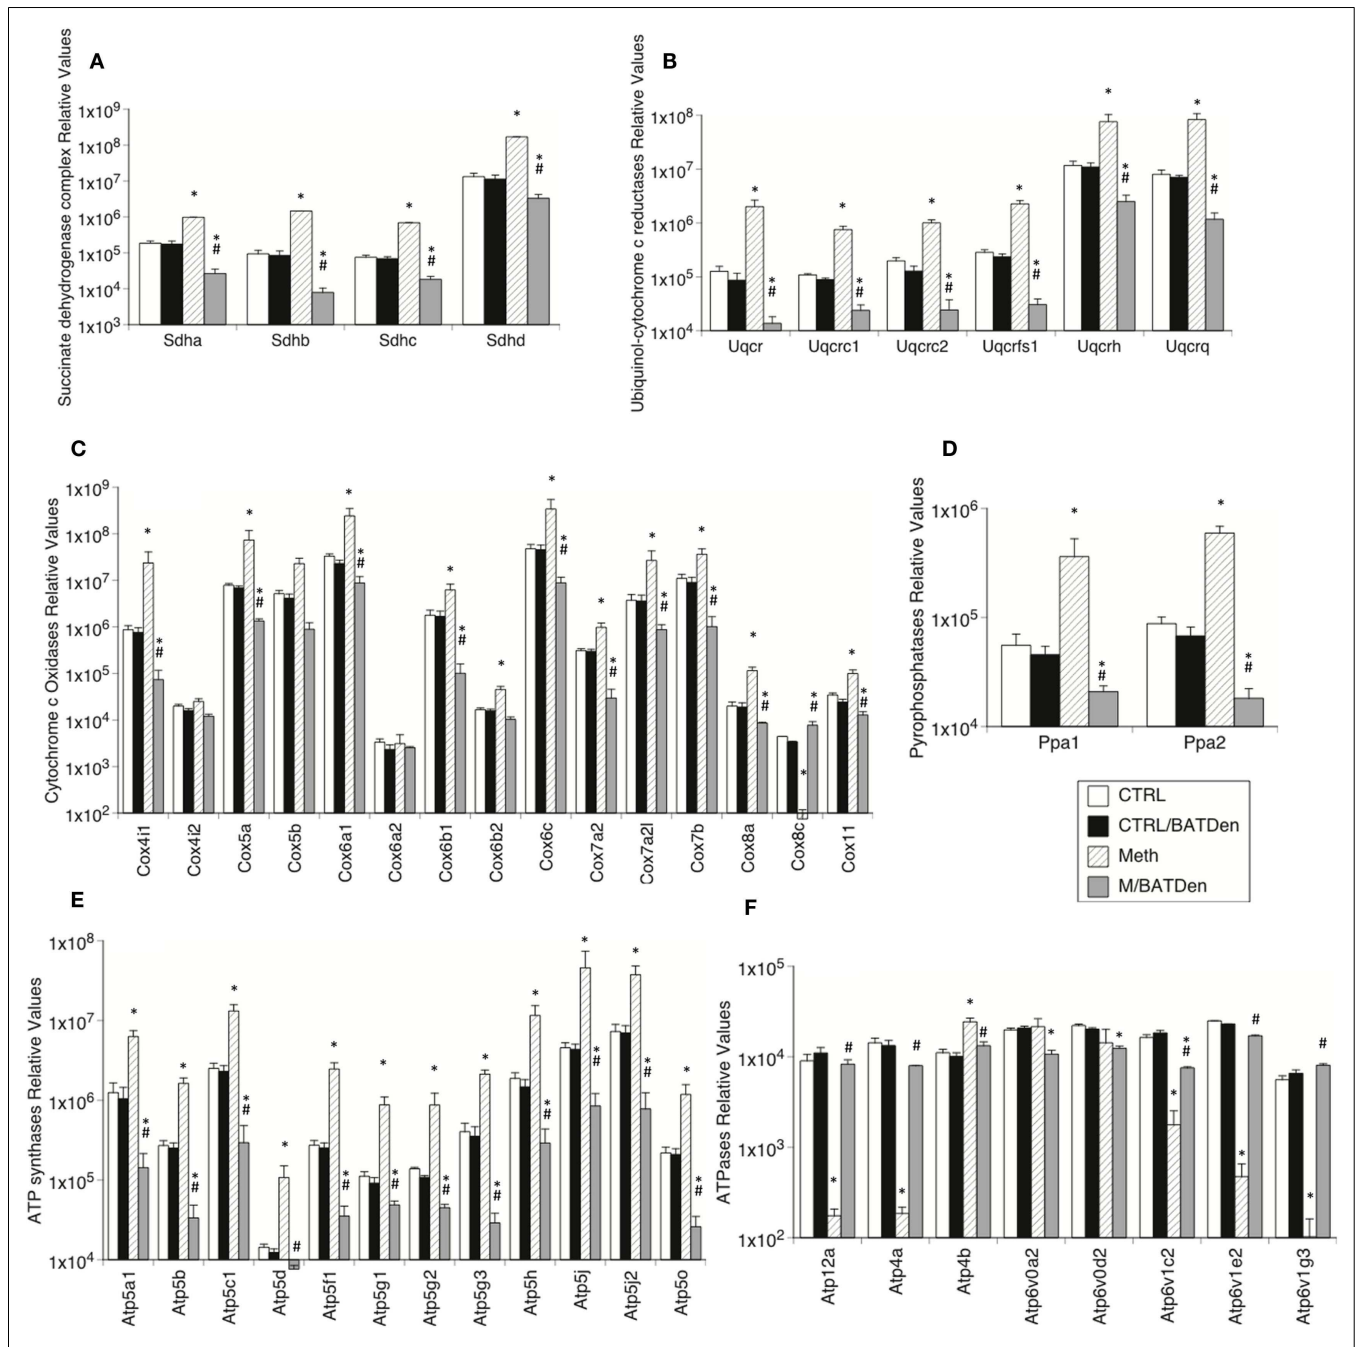 A
Succinate dehydrogenase complex Relative Values
1x10⁹
1x10⁸
1x10⁷
1x10⁶
1x10⁵
1x10⁴
1x10³
* * * *
* # * # * # * #
Sdha Sdhb Sdhc Sdhd
B
Ubiquinol-cytochrome c reductases Relative Values
1x10⁸
1x10⁷
1x10⁶
1x10⁵
1x10⁴
* * * * * *
* # * # * # * # * # * #
Uqcr Uqcrc1 Uqcrc2 Uqcrfs1 Uqcrh Uqcrq
C
Cytochrome c Oxidases Relative Values
1x10⁹
1x10⁸
1x10⁷
1x10⁶
1x10⁵
1x10⁴
1x10³
1x10²
* * # * * # * * # * * # * * * # * * # * * # * * # * * # * * # * * #
Cox4i1 Cox4i2 Cox5a Cox5b Cox6a1 Cox6a2 Cox6b1 Cox6b2 Cox6c Cox7a2 Cox7a2l Cox7b Cox8a Cox8c Cox11
D
Pyrophosphatases Relative Values
1x10⁶
1x10⁵
1x10⁴
* *
* # * #
Ppa1 Ppa2
CTRL
CTRL/BATDen
Meth
M/BATDen
E
ATP synthases Relative Values
1x10⁸
1x10⁷
1x10⁶
1x10⁵
1x10⁴
* * # * * # * * # * # * * # * * # * * # * * # * * # * * # * * # * * #
Atp5a1 Atp5b Atp5c1 Atp5d Atp5f1 Atp5g1 Atp5g2 Atp5g3 Atp5h Atp5j Atp5j2 Atp5o
F
ATPases Relative Values
1x10⁵
1x10⁴
1x10³
1x10²
* # * # * # * * * * # * # * #
Atp12a Atp4a Atp4b Atp6v0a2 Atp6v0d2 Atp6v1c2 Atp6v1e2 Atp6v1g3